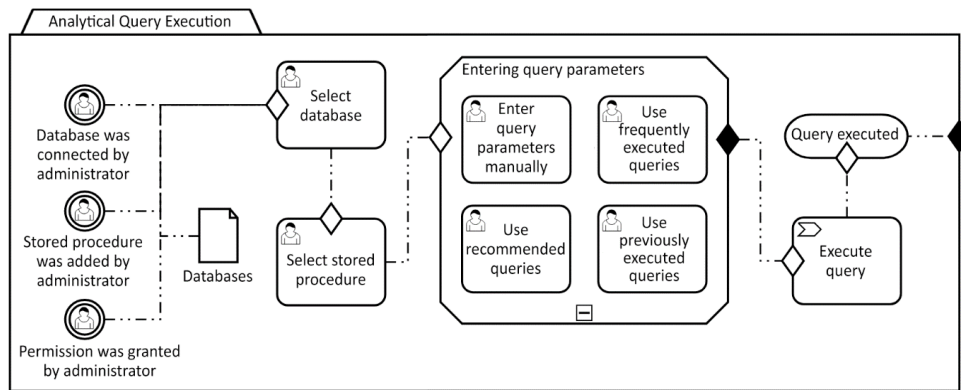 Analytical Query Execution
Database was
connected by
administrator
Stored procedure
was added by
administrator
Permission was granted
by administrator
Databases
Select
database
Select stored
procedure
Entering query parameters
Enter
query
parameters
manually
Use
frequently
executed
queries
Use
recommended
queries
Use
previously
executed
queries
Query executed
Execute
query